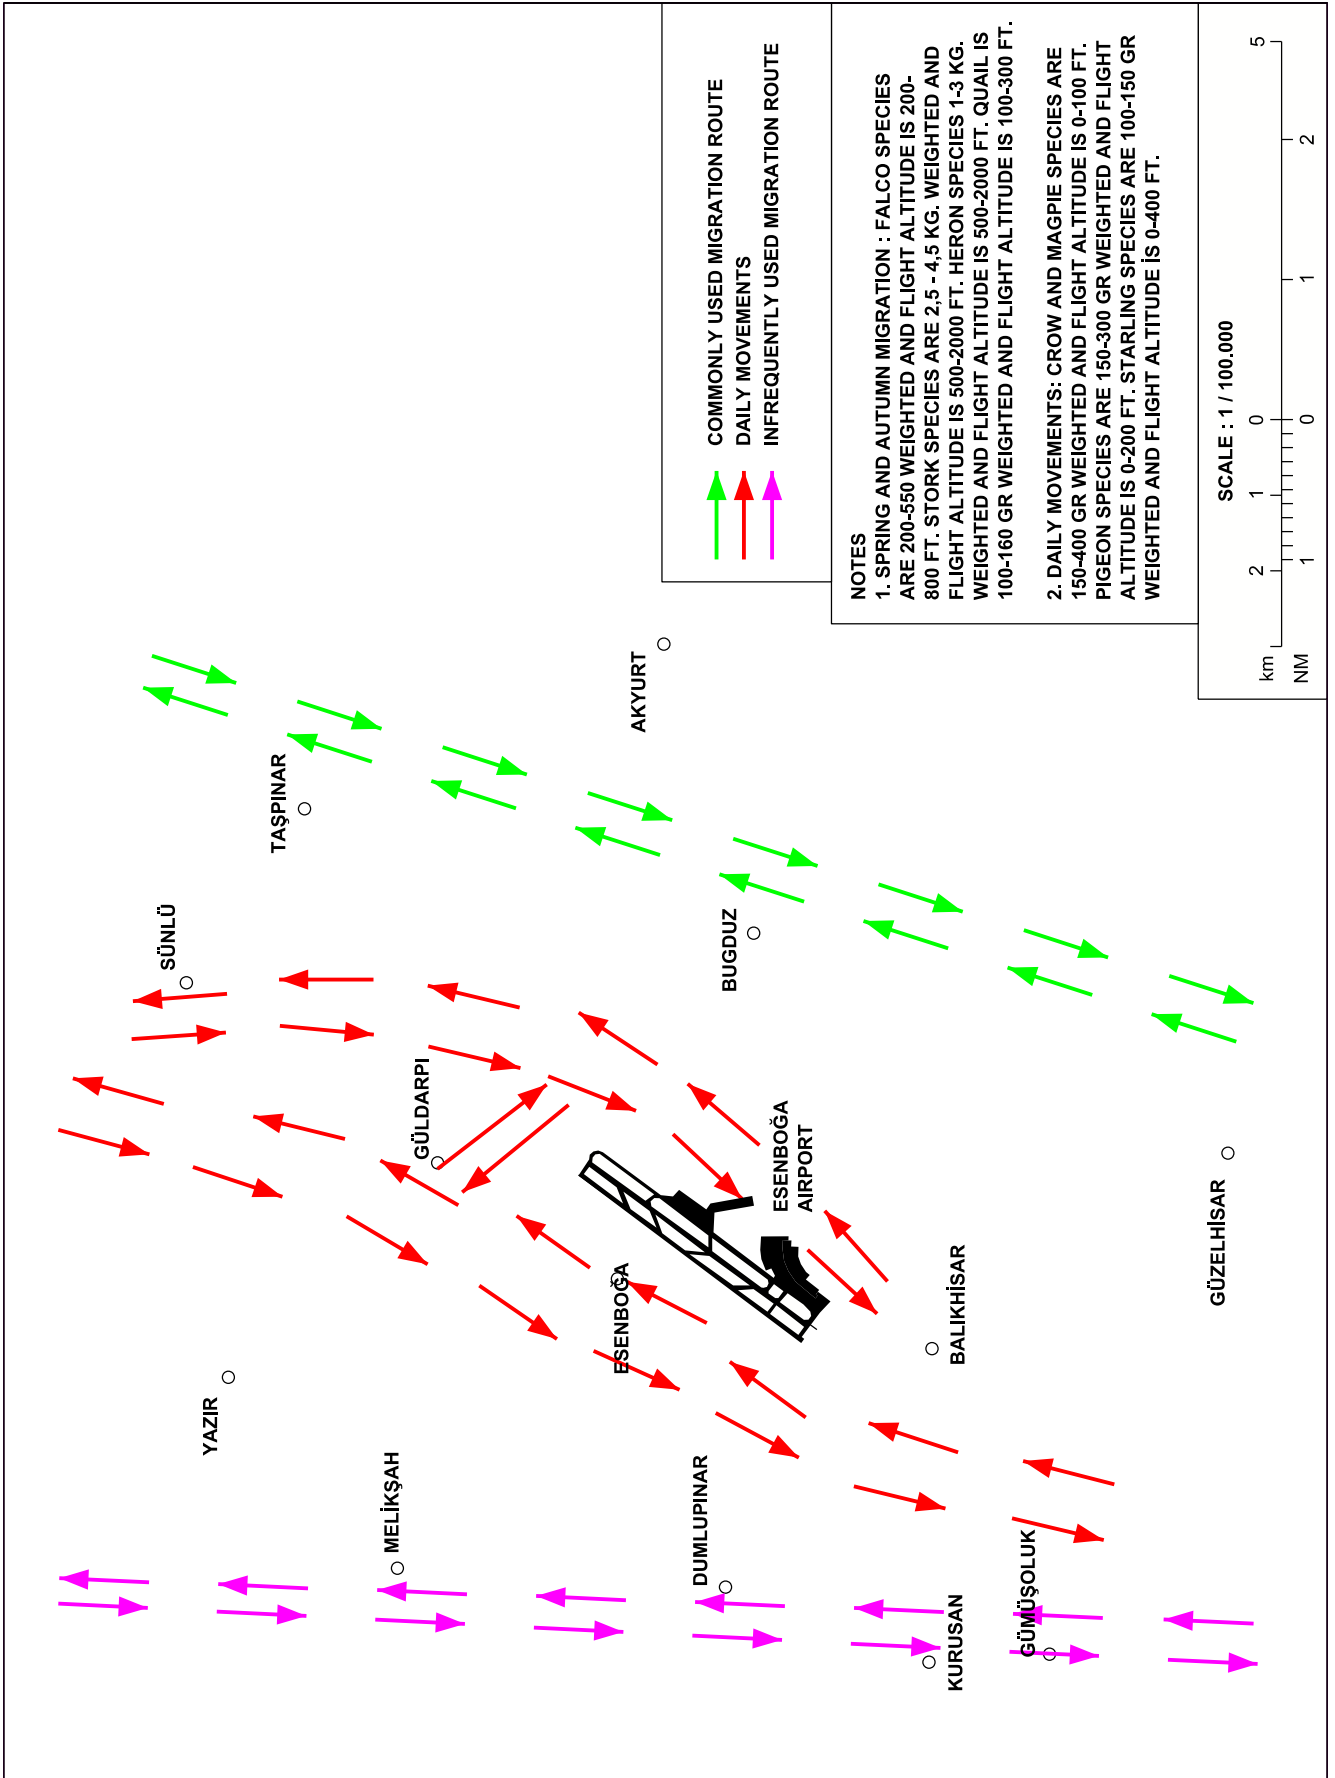 YAZIR
MELİKŞAH
DUMLUPINAR
KURUSAN
GÜMÜŞOLUK
SÜNLÜ
GÜLDARPI
ESENBOĞA
ESENBOĞA
AIRPORT
BALIKHİSAR
GÜZELHİSAR
TAŞPINAR
BUGDUZ
AKYURT
COMMONLY USED MIGRATION ROUTE
DAILY MOVEMENTS
INFREQUENTLY USED MIGRATION ROUTE
NOTES
1. SPRING AND AUTUMN MIGRATION : FALCO SPECIES
ARE 200-550 WEIGHTED AND FLIGHT ALTITUDE IS 200-
800 FT. STORK SPECIES ARE 2,5 - 4,5 KG. WEIGHTED AND
FLIGHT ALTITUDE IS 500-2000 FT. HERON SPECIES 1-3 KG.
WEIGHTED AND FLIGHT ALTITUDE IS 500-2000 FT. QUAIL IS
100-160 GR WEIGHTED AND FLIGHT ALTITUDE IS 100-300 FT.
2. DAILY MOVEMENTS: CROW AND MAGPIE SPECIES ARE
150-400 GR WEIGHTED AND FLIGHT ALTITUDE IS 0-100 FT.
PIGEON SPECIES ARE 150-300 GR WEIGHTED AND FLIGHT
ALTITUDE IS 0-200 FT. STARLING SPECIES ARE 100-150 GR
WEIGHTED AND FLIGHT ALTITUDE İS 0-400 FT.
SCALE : 1 / 100.000
km 2 1 0 5
NM 1 0 1 2